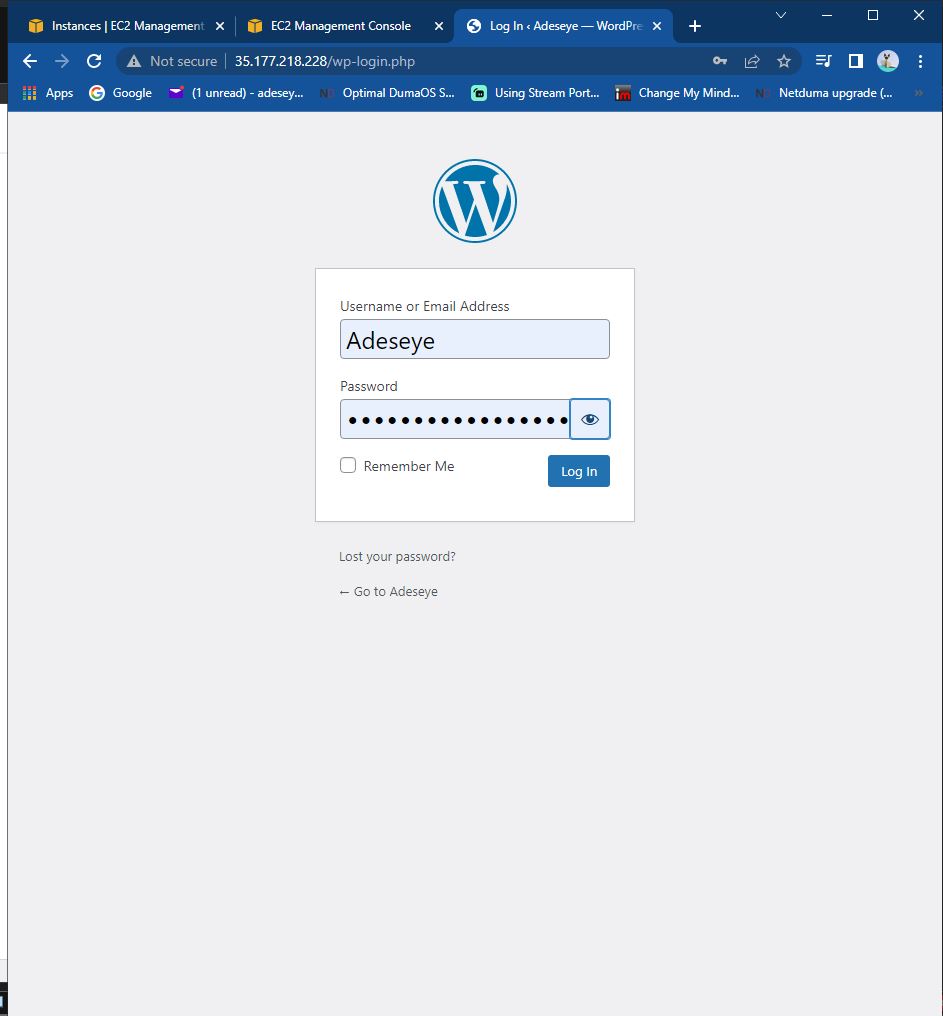 Instances | EC2 Management
EC2 Management Console
Log In ‹ Adeseye — WordPre
Not secure
35.177.218.228/wp-login.php
Apps
Google
(1 unread) - adesey...
Optimal DumaOS S...
Using Stream Port...
im
Change My Mind...
Netduma upgrade (...
»
W
Username or Email Address
Adeseye
Password
••••••••••••••••••
Remember Me
Log In
Lost your password?
← Go to Adeseye